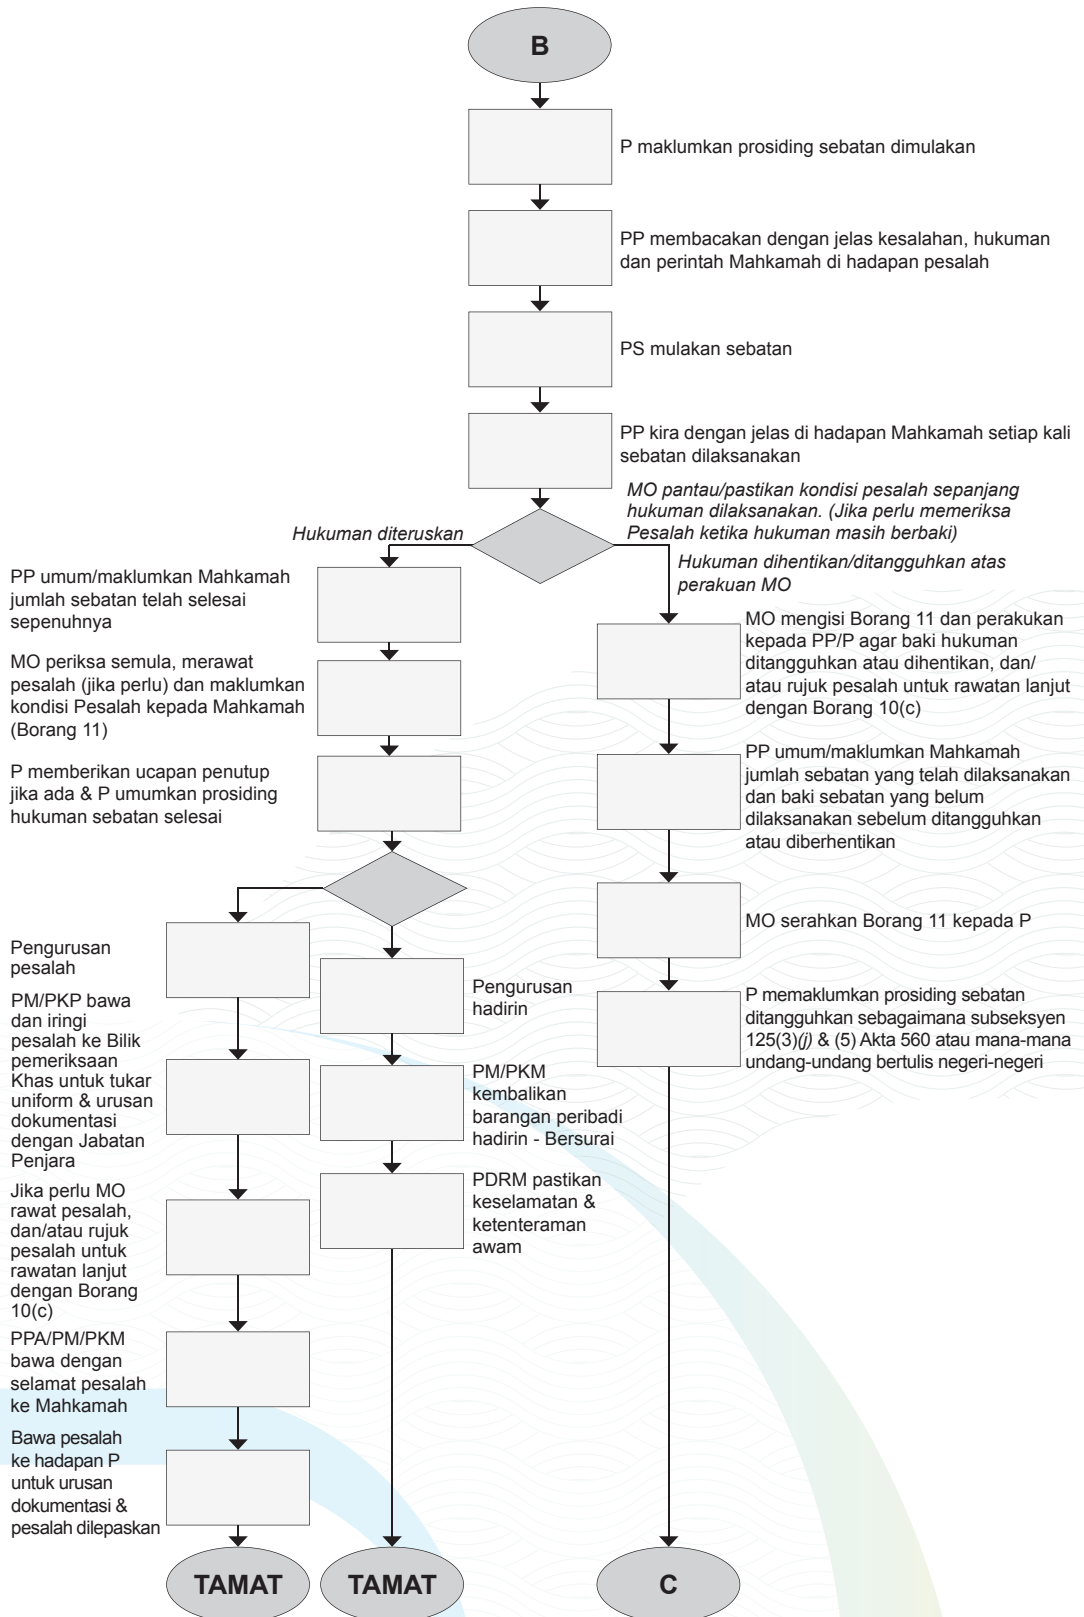 B
P maklumkan prosiding sebatan dimulakan
PP membacakan dengan jelas kesalahan, hukuman
dan perintah Mahkamah di hadapan pesalah
PS mulakan sebatan
PP kira dengan jelas di hadapan Mahkamah setiap kali
sebatan dilaksanakan
MO pantau/pastikan kondisi pesalah sepanjang
hukuman dilaksanakan. (Jika perlu memeriksa
Pesalah ketika hukuman masih berbaki)
Hukuman diteruskan
PP umum/maklumkan Mahkamah
jumlah sebatan telah selesai
sepenuhnya
MO periksa semula, merawat
pesalah (jika perlu) dan maklumkan
kondisi Pesalah kepada Mahkamah
(Borang 11)
P memberikan ucapan penutup
jika ada & P umumkan prosiding
hukuman sebatan selesai
Pengurusan
pesalah
PM/PKP bawa
dan iringi
pesalah ke Bilik
pemeriksaan
Khas untuk tukar
uniform & urusan
dokumentasi
dengan Jabatan
Penjara
Jika perlu MO
rawat pesalah,
dan/atau rujuk
pesalah untuk
rawatan lanjut
dengan Borang
10(c)
PPA/PM/PKM
bawa dengan
selamat pesalah
ke Mahkamah
Bawa pesalah
ke hadapan P
untuk urusan
dokumentasi &
pesalah dilepaskan
TAMAT
Pengurusan
hadirin
PM/PKM
kembalikan
barangan peribadi
hadirin - Bersurai
PDRM pastikan
keselamatan &
ketenteraman
awam
TAMAT
Hukuman dihentikan/ditangguhkan atas
perakuan MO
MO mengisi Borang 11 dan perakukan
kepada PP/P agar baki hukuman
ditangguhkan atau dihentikan, dan/
atau rujuk pesalah untuk rawatan lanjut
dengan Borang 10(c)
PP umum/maklumkan Mahkamah
jumlah sebatan yang telah dilaksanakan
dan baki sebatan yang belum
dilaksanakan sebelum ditangguhkan
atau diberhentikan
MO serahkan Borang 11 kepada P
P memaklumkan prosiding sebatan
ditangguhkan sebagaimana subseksyen
125(3)(j) & (5) Akta 560 atau mana-mana
undang-undang bertulis negeri-negeri
C